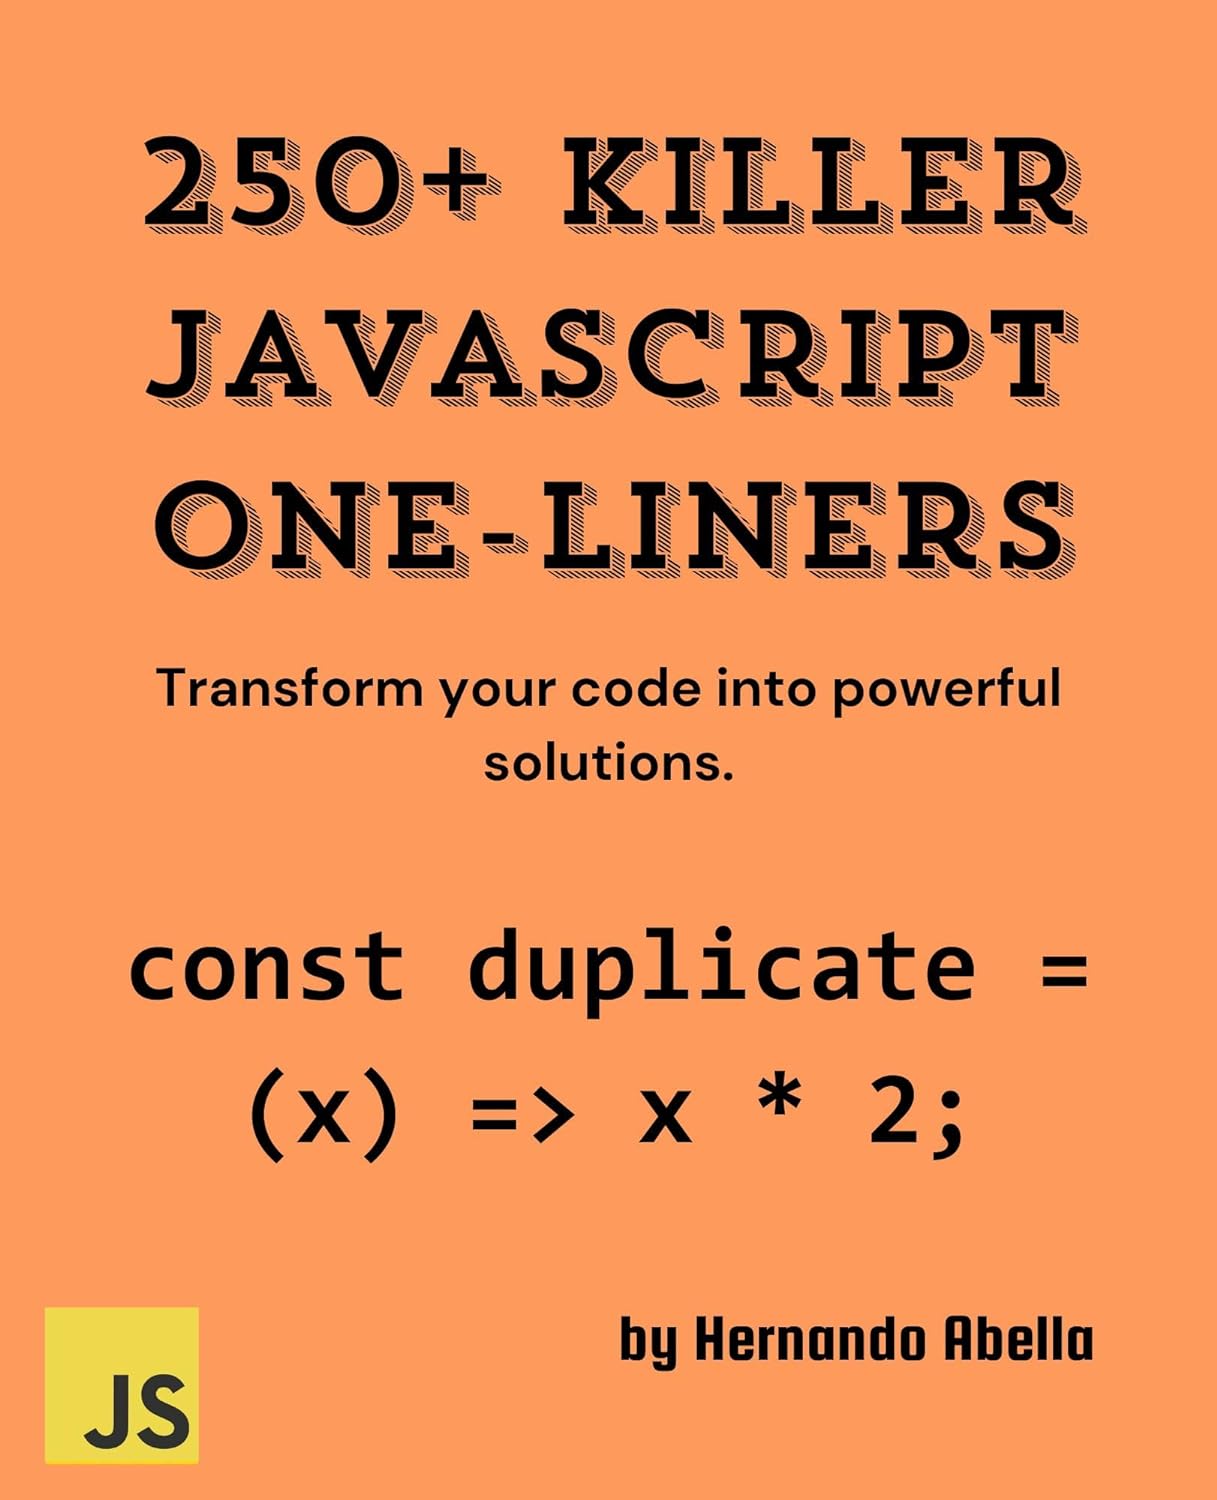 250+ KILLER
JAVASCRIPT
ONE-LINERS
Transform your code into powerful
solutions.
const duplicate =
(x) => x * 2;
by Hernando Abella
JS